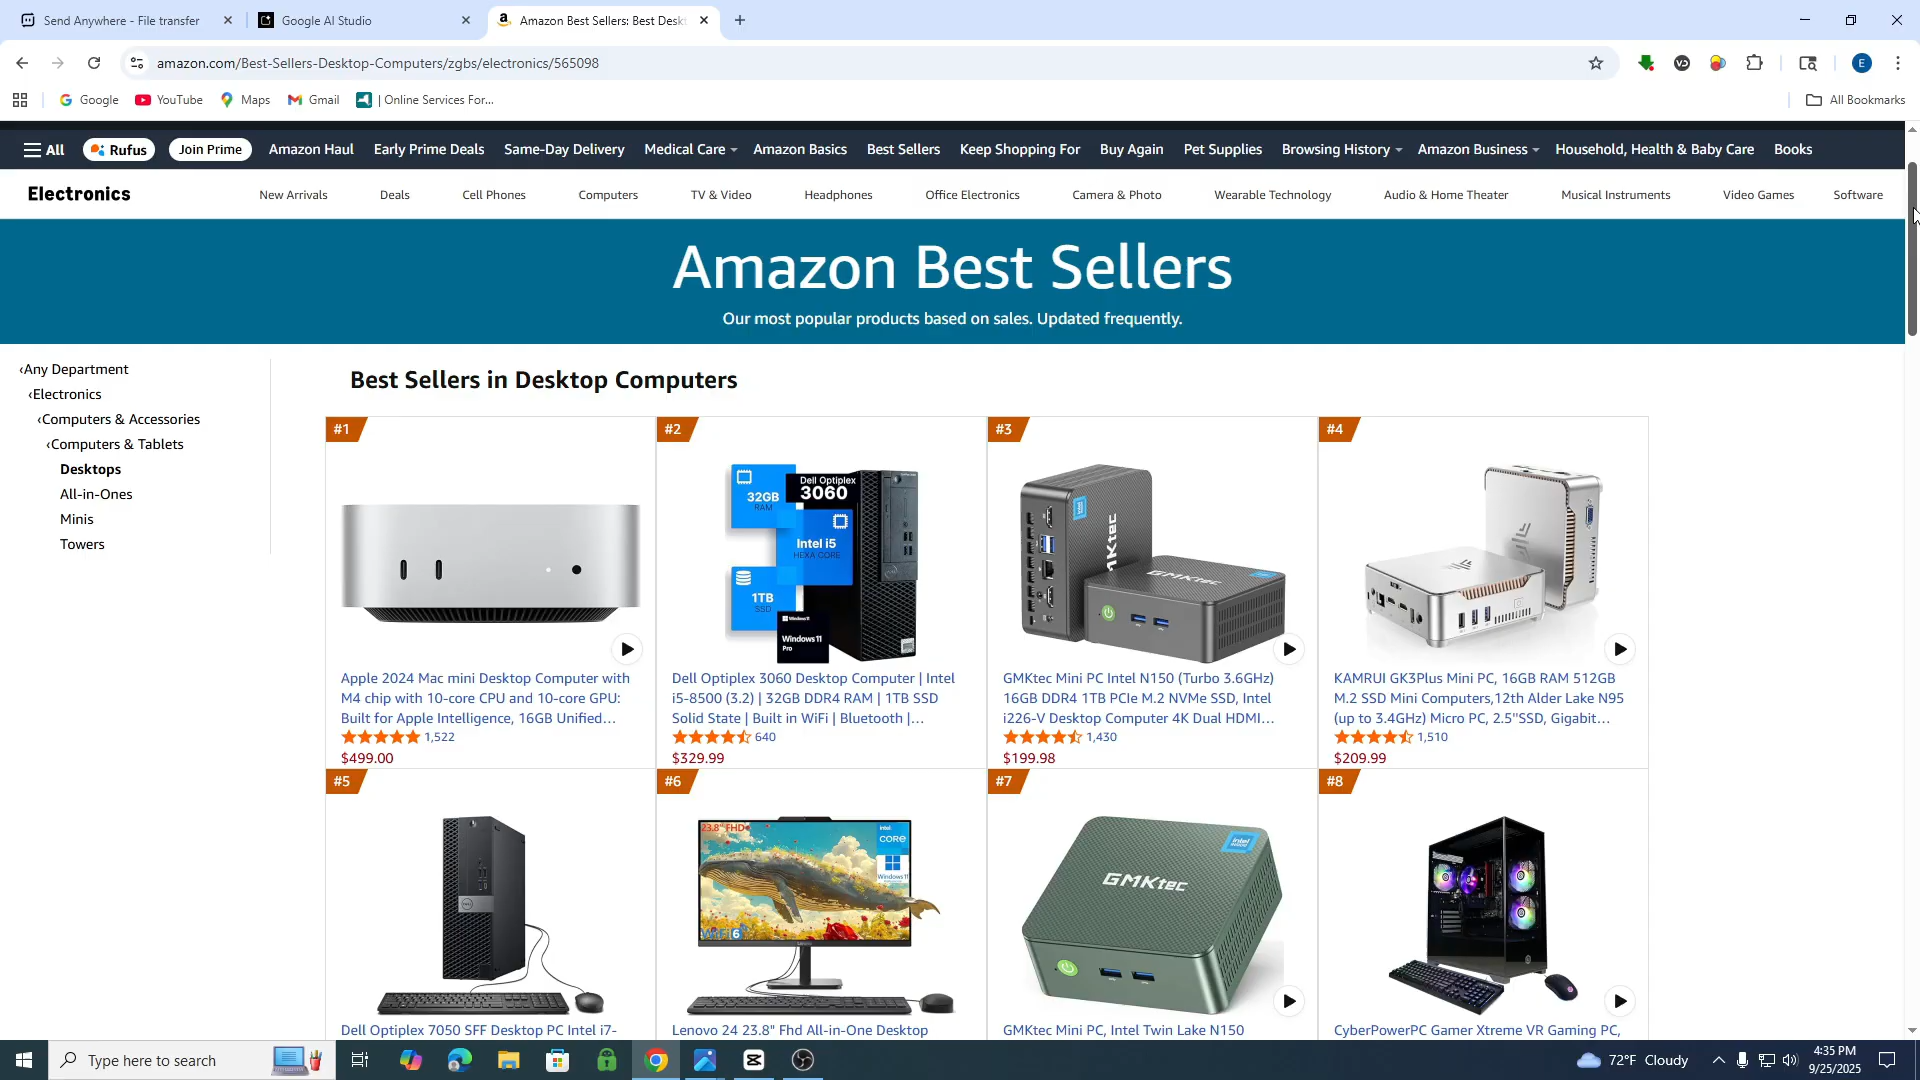 Send Anywhere - File transfer
Google AI Studio
Amazon Best Sellers: Best Desk
amazon.com/Best-Sellers-Desktop-Computers/zgbs/electronics/565098
E
Google
YouTube
Maps
Gmail
| Online Services For...
All Bookmarks
All
Rufus
Join Prime
Amazon Haul
Early Prime Deals
Same-Day Delivery
Medical Care
Amazon Basics
Best Sellers
Keep Shopping For
Buy Again
Pet Supplies
Browsing History
Amazon Business
Household, Health & Baby Care
Books
Electronics
New Arrivals
Deals
Cell Phones
Computers
TV & Video
Headphones
Office Electronics
Camera & Photo
Wearable Technology
Audio & Home Theater
Musical Instruments
Video Games
Software
Amazon Best Sellers
Our most popular products based on sales. Updated frequently.
‹Any Department
‹Electronics
‹Computers & Accessories
‹Computers & Tablets
Desktops
All-in-Ones
Minis
Towers
Best Sellers in Desktop Computers
#1
Apple 2024 Mac mini Desktop Computer with
M4 chip with 10‑core CPU and 10‑core GPU:
Built for Apple Intelligence, 16GB Unified...
1,522
$499.00
#2
Dell Optiplex
3060
32GB
RAM
Intel i5
HEXA CORE
1TB
SSD
Windows 11
Pro
Dell Optiplex 3060 Desktop Computer | Intel
i5-8500 (3.2) | 32GB DDR4 RAM | 1TB SSD
Solid State | Built in WiFi | Bluetooth |...
640
$329.99
#3
GMKtec
GMKtec
GMKtec Mini PC Intel N150 (Turbo 3.6GHz)
16GB DDR4 1TB PCIe M.2 NVMe SSD, Intel
i226-V Desktop Computer 4K Dual HDMI...
1,430
$199.98
#4
KAMRUI GK3Plus Mini PC, 16GB RAM 512GB
M.2 SSD Mini Computers,12th Alder Lake N95
(up to 3.4GHz) Micro PC, 2.5"SSD, Gigabit...
1,510
$209.99
#5
Dell Optiplex 7050 SFF Desktop PC Intel i7-
#6
23.8" FHD
intel
CORE
Windows 11
WiFi 6
Lenovo 24 23.8" Fhd All-in-One Desktop
#7
GMKtec
GMKtec Mini PC, Intel Twin Lake N150
#8
CyberPowerPC Gamer Xtreme VR Gaming PC,
Type here to search
72°F Cloudy
4:35 PM
9/25/2025